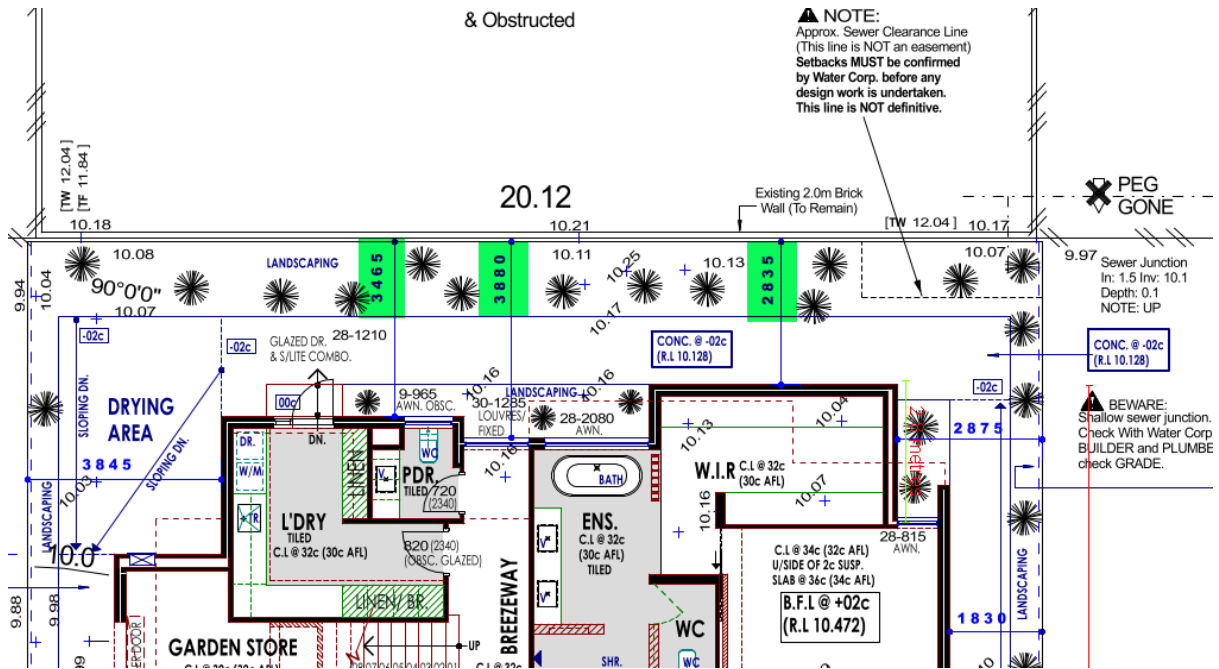 & Obstructed
NOTE:
Approx. Sewer Clearance Line
(This line is NOT an easement)
Setbacks MUST be confirmed
by Water Corp. before any
design work is undertaken.
This line is NOT definitive.
[TW 12.04 ]
[TF 11.84]
20.12
Existing 2.0m Brick
Wall (To Remain)
[TW 12.04 ]
PEG
GONE
10.18
10.21
10.17
10.08
10.11
10.25
10.13
10.07
9.97
Sewer Junction
In: 1.5 Inv: 10.1
Depth: 0.1
NOTE: UP
LANDSCAPING
3465
3880
2835
9.94
10.04
90°0'0"
10.07
10.17
-02c
-02c
GLAZED DR.
& S/LITE COMBO.
28-1210
CONC. @ -02c
(R.L 10.128)
CONC. @ -02c
(R.L 10.128)
SLOPING DN.
DRYING
AREA
00c
9-965
AWN. OBSC.
10.16
30-1285
LOUVRES/
FIXED
LANDSCAPING
10.16
28-2080
AWN.
-02c
BEWARE:
Shallow sewer junction.
Check With Water Corp
BUILDER and PLUMBE
check GRADE.
DN.
DR.
W/M
TR.
LINEN
WC
PDR.
TILED
720
(2340)
10.16
BATH
10.13
10.04
W.I.R
C.L @ 32c
(30c AFL)
10.07
2875
3845
SLOPING DN.
10.03
LANDSCAPING
L'DRY
TILED
C.L @ 32c (30c AFL)
820 (2340)
(OBSC. GLAZED)
ENS.
C.L @ 32c
(30c AFL)
TILED
10.16
28-815
AWN.
10.0
C.L @ 34c (32c AFL)
U/SIDE OF 2c SUSP.
SLAB @ 36c (34c AFL)
B.F.L @ +02c
(R.L 10.472)
LANDSCAPING
9.88
9.98
LINEN/ BR.
BREEZEWAY
WC
1830
GARDEN STORE
UP
C.L @ 32c
SHR.
WC